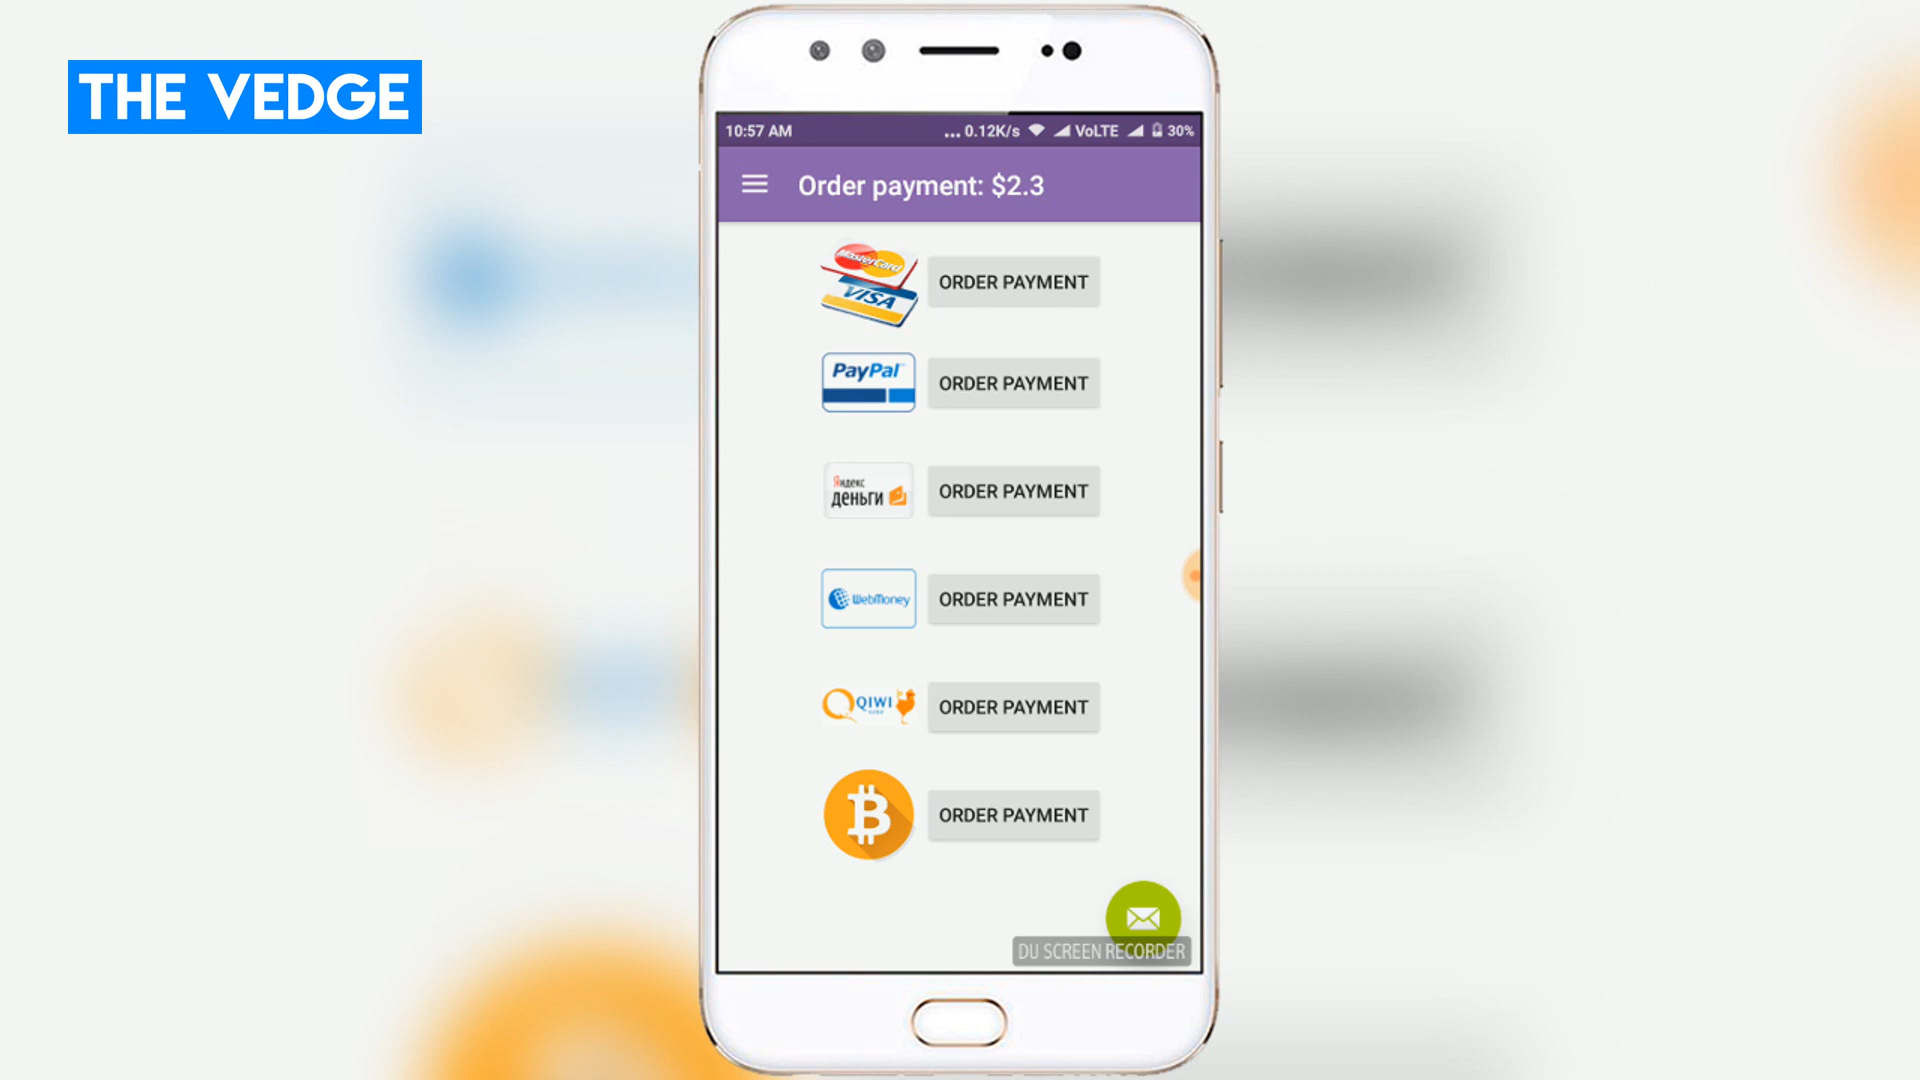 THE VEDGE
10:57 AM
... 0.12K/s VoLTE 30%
Order payment: $2.3
MasterCard
VISA
ORDER PAYMENT
PayPal
ORDER PAYMENT
Яндекс
деньги
ORDER PAYMENT
WebMoney
ORDER PAYMENT
QIWI
ORDER PAYMENT
ORDER PAYMENT
DU SCREEN RECORDER